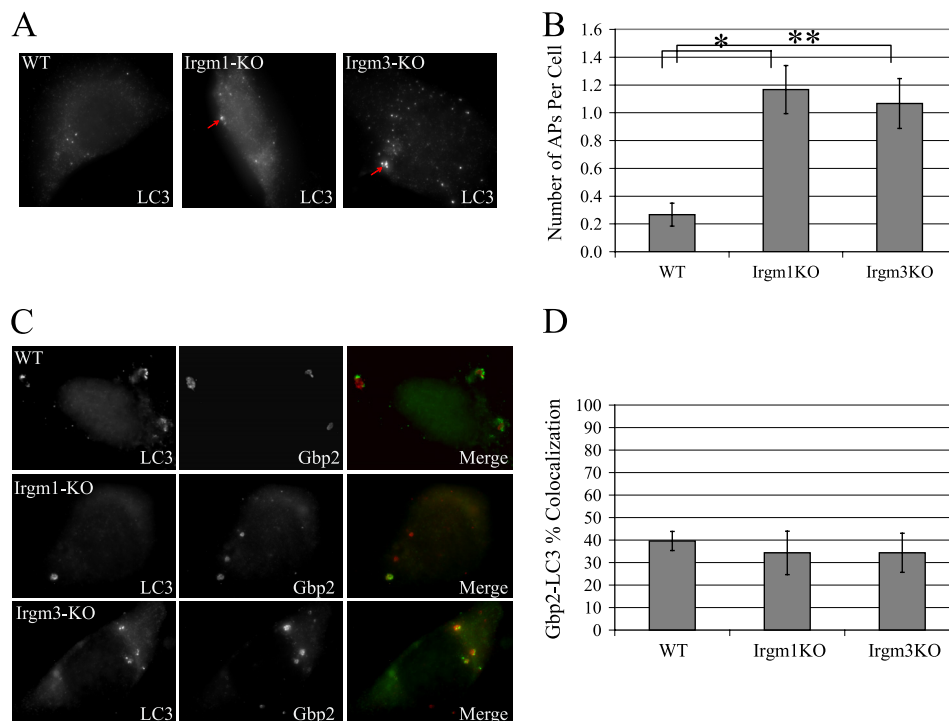 A
WT
LC3
Irgm1-KO
LC3
Irgm3-KO
LC3
B
Number of APs Per Cell
1.6
1.4
1.2
1.0
0.8
0.6
0.4
0.2
0.0
*
**
WT
Irgm1KO
Irgm3KO
C
WT
LC3
Gbp2
Merge
Irgm1-KO
LC3
Gbp2
Merge
Irgm3-KO
LC3
Gbp2
Merge
D
Gbp2-LC3 % Colocalization
100
90
80
70
60
50
40
30
20
10
0
WT
Irgm1KO
Irgm3KO